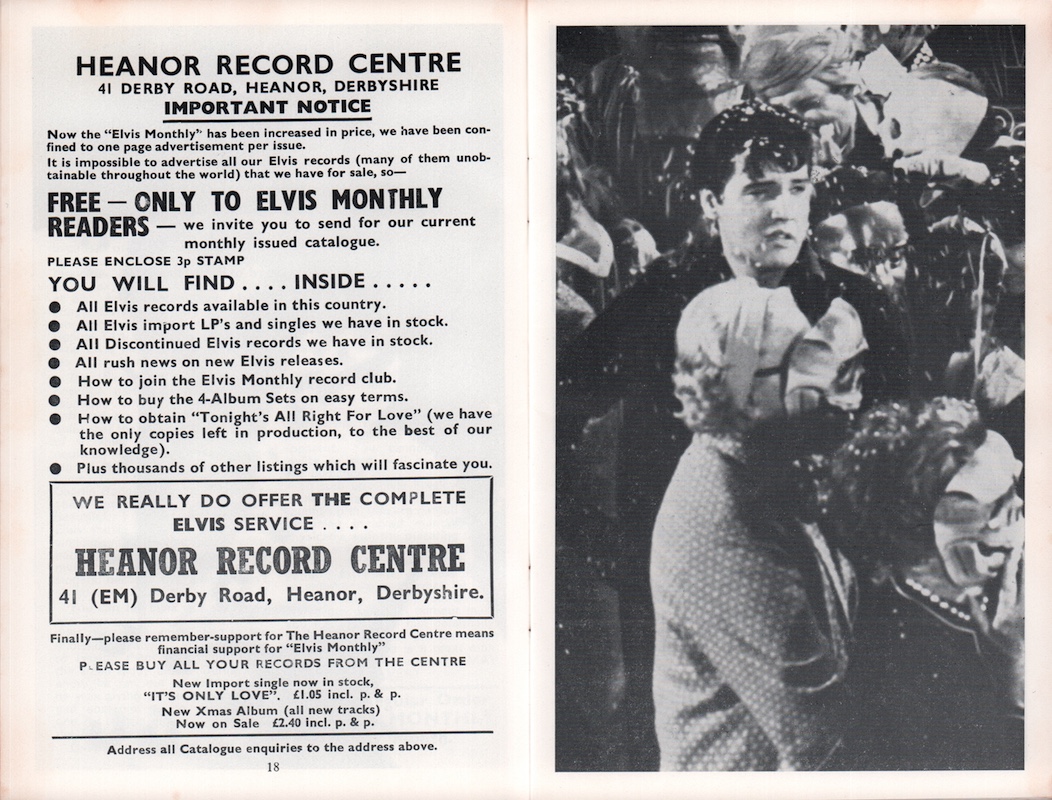 HEANOR RECORD CENTRE
41 DERBY ROAD, HEANOR, DERBYSHIRE
IMPORTANT NOTICE
Now the "Elvis Monthly" has been increased in price, we have been con-
fined to one page advertisement per issue.
It is impossible to advertise all our Elvis records (many of them unob-
tainable throughout the world) that we have for sale, so—
FREE — ONLY TO ELVIS MONTHLY
READERS — we invite you to send for our current
monthly issued catalogue.
PLEASE ENCLOSE 3p STAMP
YOU WILL FIND . . . . INSIDE . . . . .
● All Elvis records available in this country.
● All Elvis import LP's and singles we have in stock.
● All Discontinued Elvis records we have in stock.
● All rush news on new Elvis releases.
● How to join the Elvis Monthly record club.
● How to buy the 4-Album Sets on easy terms.
● How to obtain "Tonight's All Right For Love" (we have
the only copies left in production, to the best of our
knowledge).
● Plus thousands of other listings which will fascinate you.
WE REALLY DO OFFER THE COMPLETE
ELVIS SERVICE . . . .
HEANOR RECORD CENTRE
41 (EM) Derby Road, Heanor, Derbyshire.
Finally—please remember-support for The Heanor Record Centre means
financial support for "Elvis Monthly"
PLEASE BUY ALL YOUR RECORDS FROM THE CENTRE
New Import single now in stock,
"IT'S ONLY LOVE". £1.05 incl. p. & p.
New Xmas Album (all new tracks)
Now on Sale £2.40 incl. p. & p.
Address all Catalogue enquiries to the address above.
18